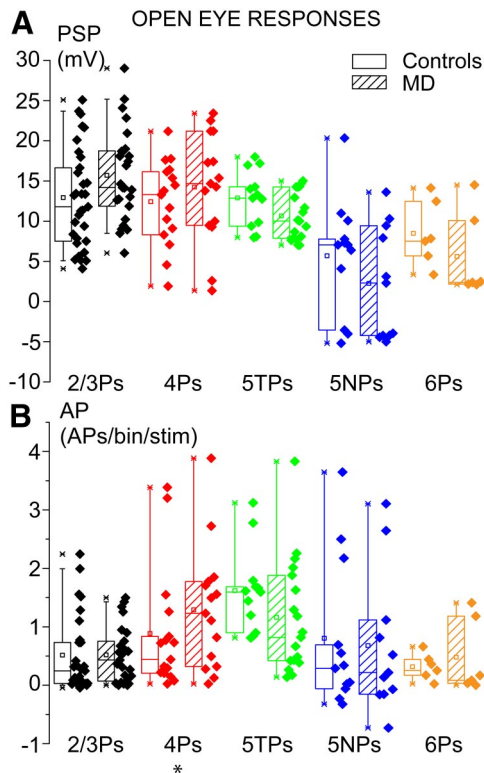 A OPEN EYE RESPONSES
PSP
(mV)
Controls
MD
30
25
20
15
10
5
0
-5
-10
2/3Ps 4Ps 5TPs 5NPs 6Ps
B AP
(APs/bin/stim)
4
3
2
1
0
-1
2/3Ps 4Ps 5TPs 5NPs 6Ps
*